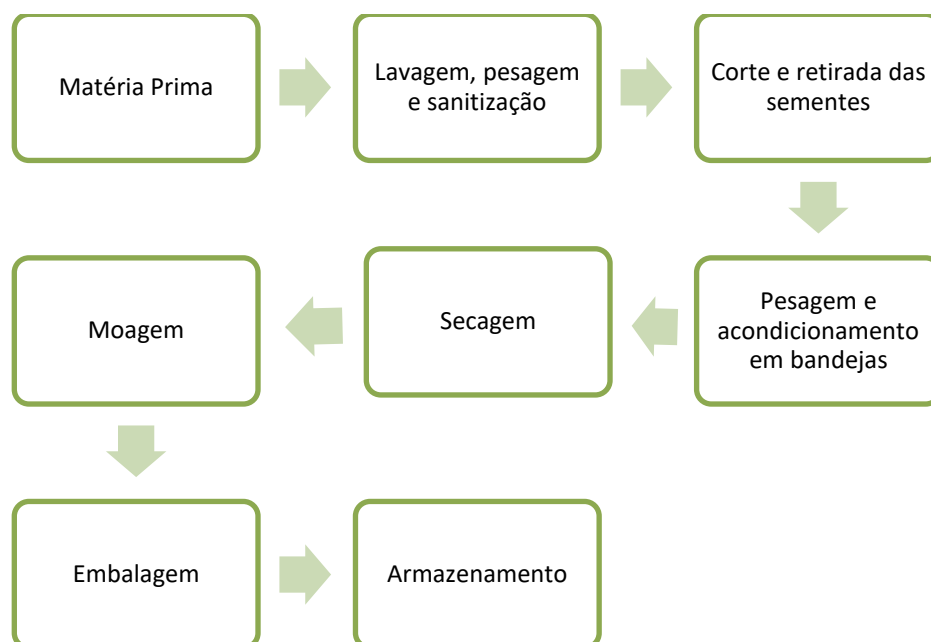 Matéria Prima
Lavagem, pesagem
e sanitização
Corte e retirada das
sementes
Pesagem e
acondicionamento
em bandejas
Secagem
Moagem
Embalagem
Armazenamento